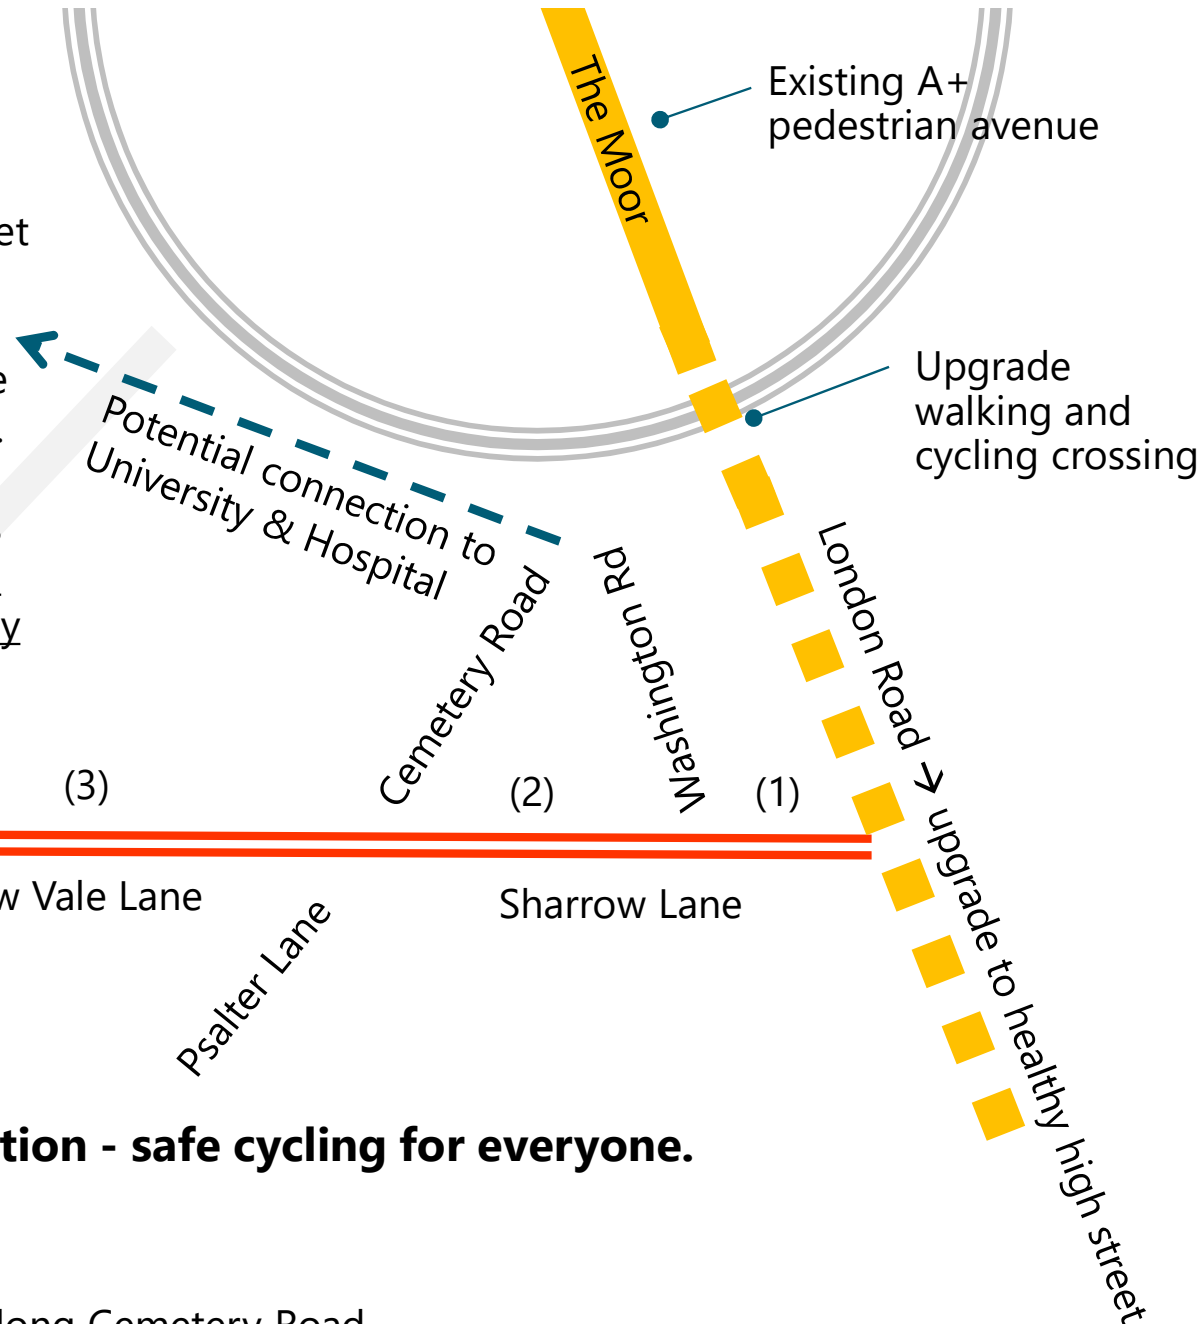 The Moor
Existing A+
pedestrian avenue
et
Upgrade
walking and
cycling crossing
e
Potential connection to
University & Hospital
y
Cemetery Road
Washington Rd
London Road → upgrade to healthy high street
(3)
(2)
(1)
w Vale Lane
Sharrow Lane
Psalter Lane
tion - safe cycling for everyone.
long Cemetery Road